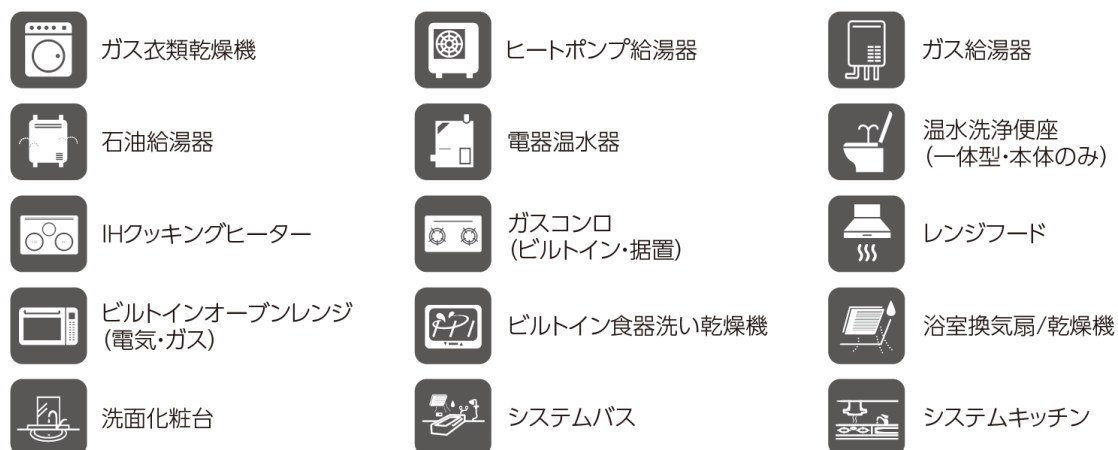 ガス衣類乾燥機
ヒートポンプ給湯器
ガス給湯器
石油給湯器
電器温水器
温水洗浄便座
(一体型・本体のみ)
IHクッキングヒーター
ガスコンロ
(ビルトイン・据置)
レンジフード
ビルトインオーブンレンジ
(電気・ガス)
ビルトイン食器洗い乾燥機
浴室換気扇/乾燥機
洗面化粧台
システムバス
システムキッチン